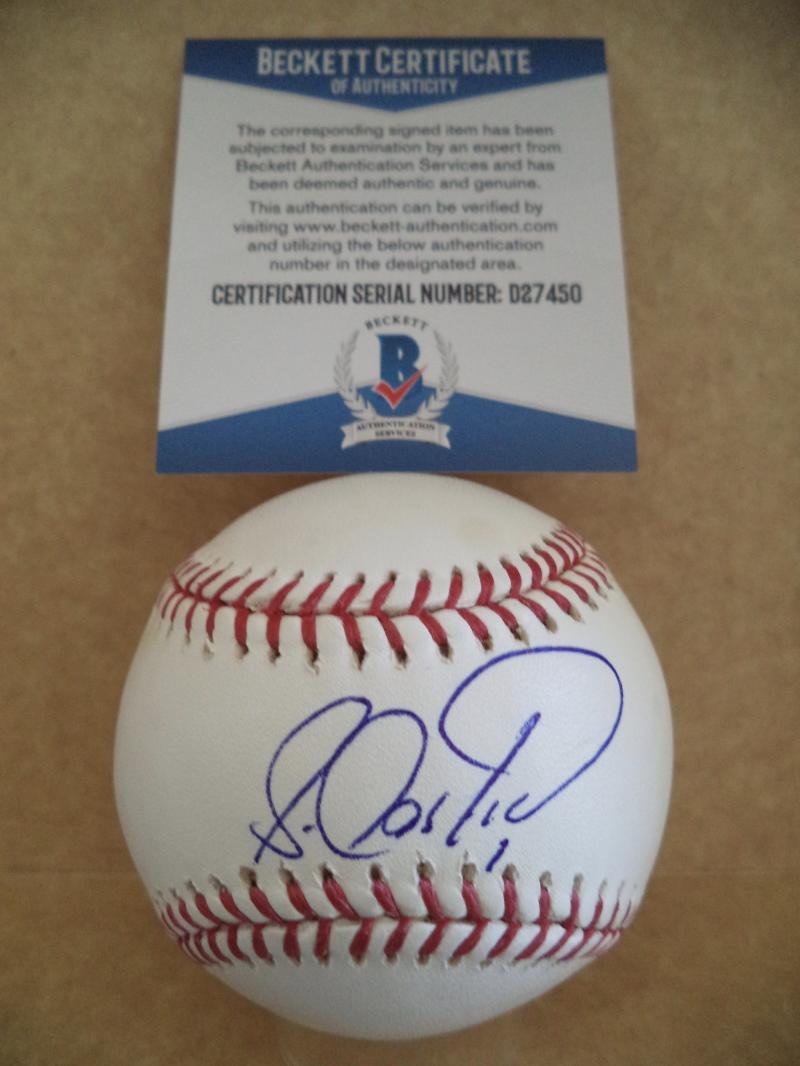 BECKETT CERTIFICATE
OF AUTHENTICITY
The corresponding signed item has been
subjected to examination by an expert from
Beckett Authentication Services and has
been deemed authentic and genuine.
This authentication can be verified by
visiting www.beckett-authentication.com
and utilizing the below authentication
number in the designated area.
CERTIFICATION SERIAL NUMBER: D27450
BECKETT
B
AUTHENTICATION
SERVICES